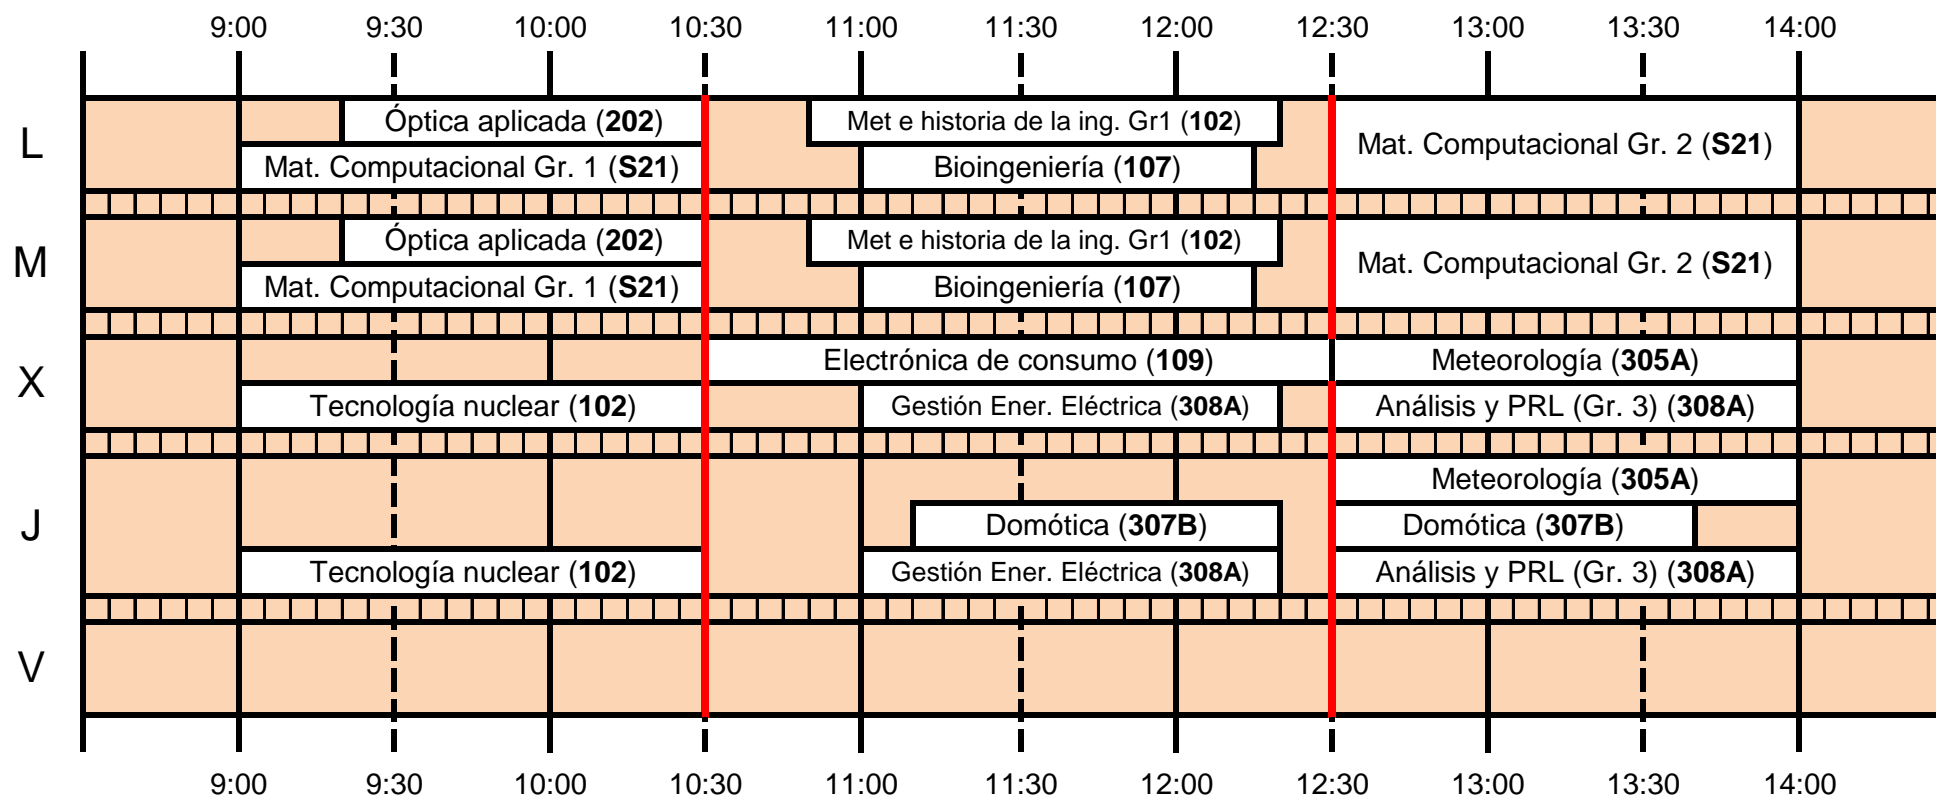 9:00 9:30 10:00 10:30 11:00 11:30 12:00 12:30 13:00 13:30 14:00
L
Óptica aplicada (202)
Met e historia de la ing. Gr1 (102)
Mat. Computacional Gr. 2 (S21)
Mat. Computacional Gr. 1 (S21)
Bioingeniería (107)
M
Óptica aplicada (202)
Met e historia de la ing. Gr1 (102)
Mat. Computacional Gr. 2 (S21)
Mat. Computacional Gr. 1 (S21)
Bioingeniería (107)
X
Electrónica de consumo (109)
Meteorología (305A)
Tecnología nuclear (102)
Gestión Ener. Eléctrica (308A)
Análisis y PRL (Gr. 3) (308A)
J
Meteorología (305A)
Domótica (307B)
Domótica (307B)
Tecnología nuclear (102)
Gestión Ener. Eléctrica (308A)
Análisis y PRL (Gr. 3) (308A)
V
9:00 9:30 10:00 10:30 11:00 11:30 12:00 12:30 13:00 13:30 14:00